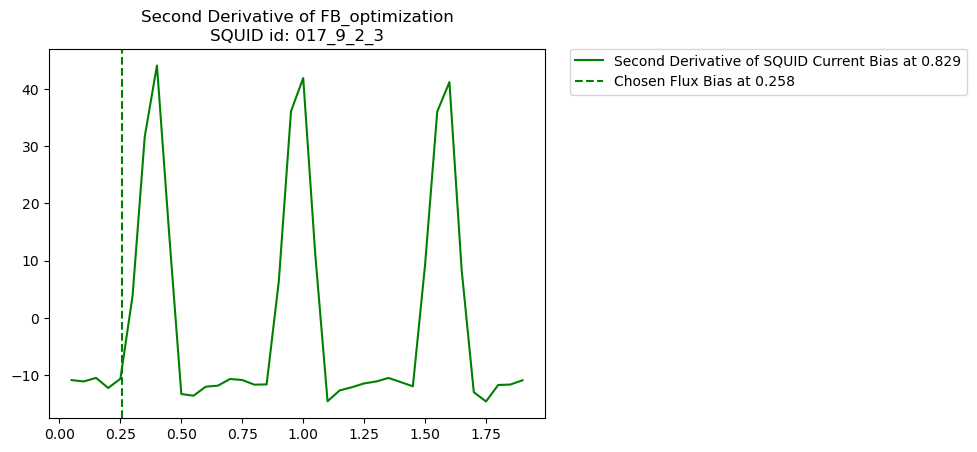 Second Derivative of FB_optimization
SQUID id: 017_9_2_3
Second Derivative of SQUID Current Bias at 0.829
Chosen Flux Bias at 0.258
40
30
20
10
0
−10
0.00 0.25 0.50 0.75 1.00 1.25 1.50 1.75